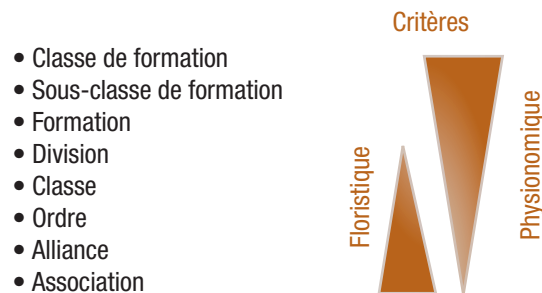 Critères
• Classe de formation
• Sous-classe de formation
• Formation
• Division
• Classe
• Ordre
• Alliance
• Association
Floristique
Physionomique